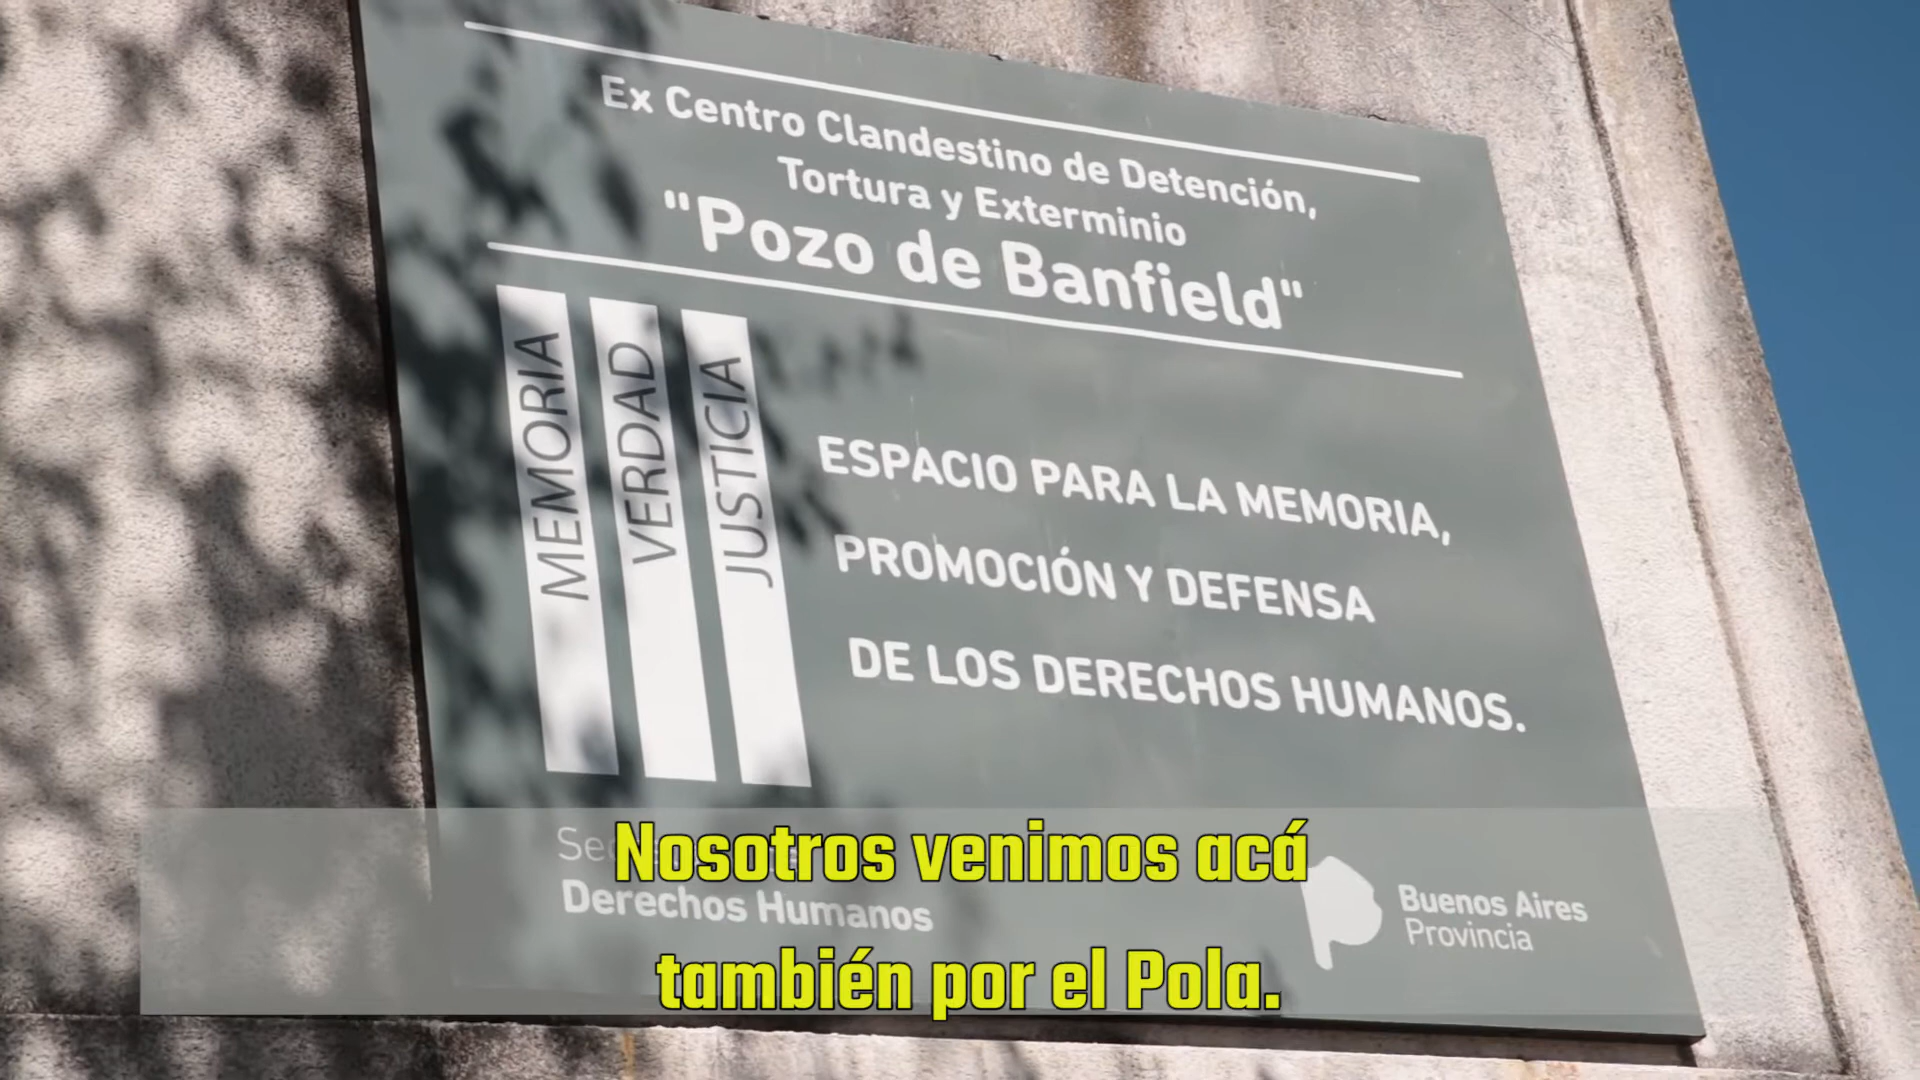 Ex Centro Clandestino de Detención,
Tortura y Exterminio
"Pozo de Banfield"
MEMORIA
VERDAD
JUSTICIA
ESPACIO PARA LA MEMORIA,
PROMOCIÓN Y DEFENSA
DE LOS DERECHOS HUMANOS.
Derechos Humanos
Buenos Aires
Provincia
Nosotros venimos acá
también por el Pola.